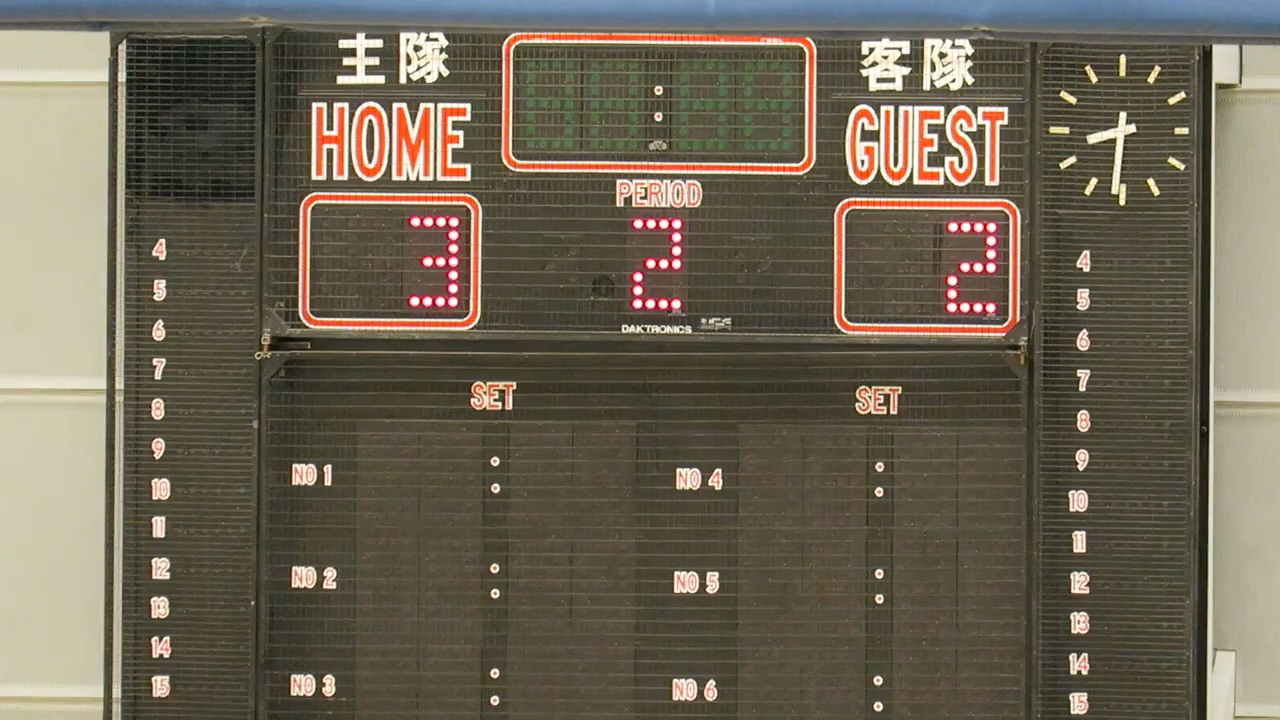 主隊
客隊
HOME
GUEST
PERIOD
3
2
2
DAKTRONICS
SET
SET
NO 1
NO 4
NO 2
NO 5
NO 3
NO 6
4
5
6
7
8
9
10
11
12
13
14
15
4
5
6
7
8
9
10
11
12
13
14
15